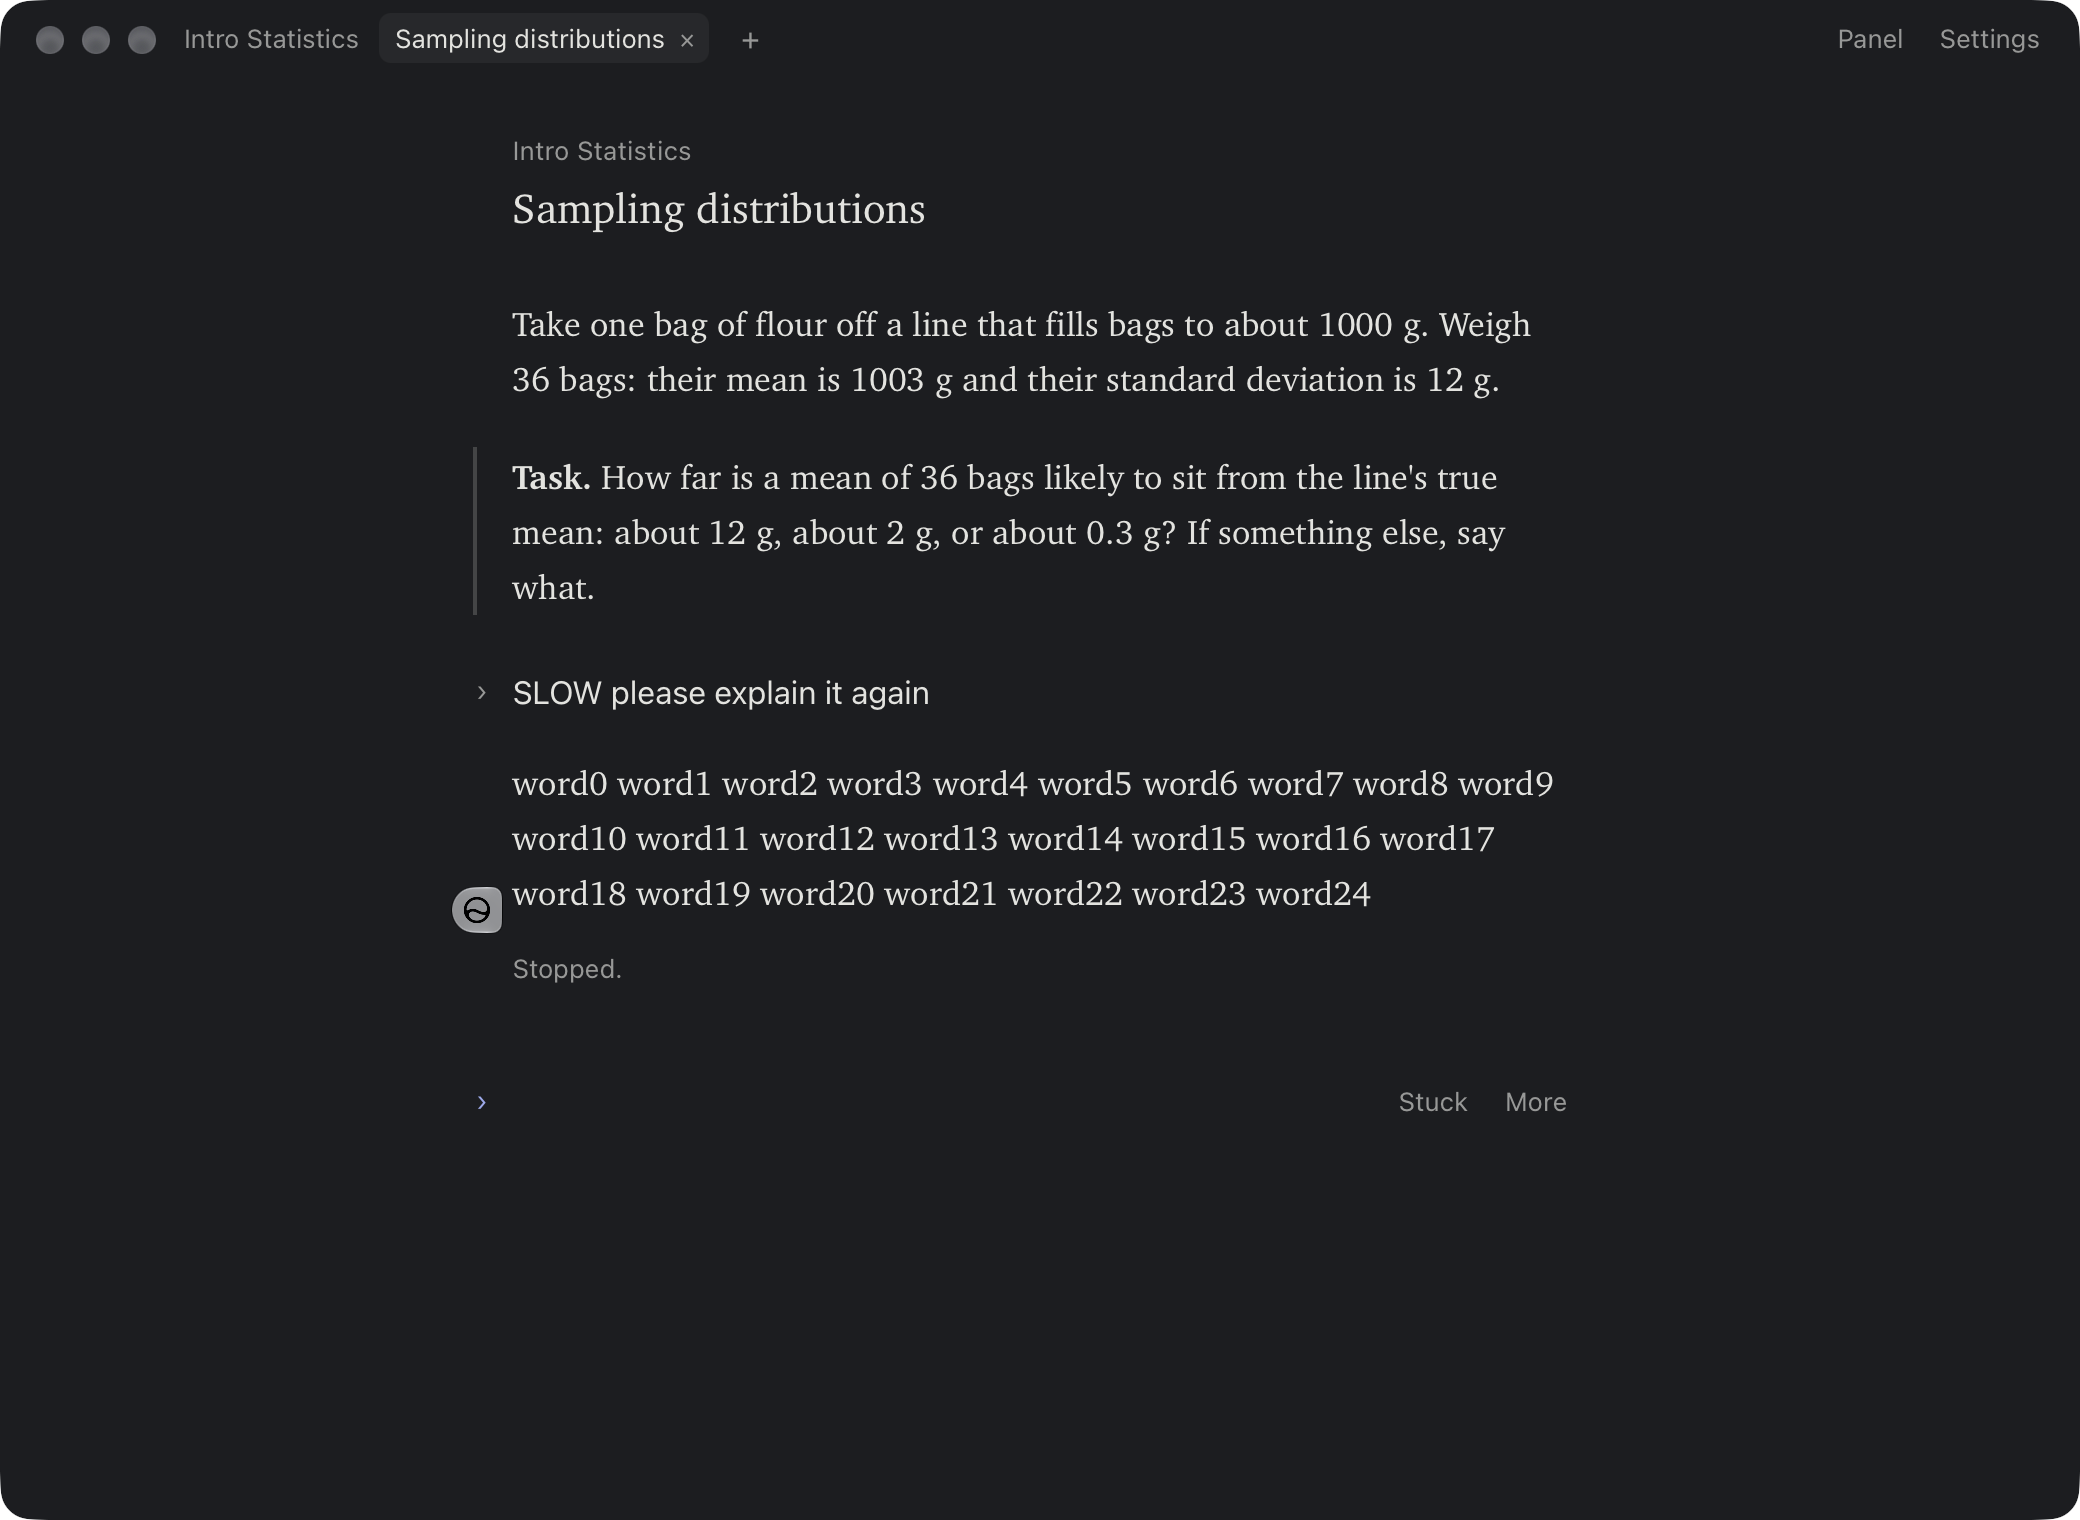 Intro Statistics
Sampling distributions ×
+
Panel
Settings
Intro Statistics
Sampling distributions
Take one bag of flour off a line that fills bags to about 1000 g. Weigh
36 bags: their mean is 1003 g and their standard deviation is 12 g.
Task. How far is a mean of 36 bags likely to sit from the line's true
mean: about 12 g, about 2 g, or about 0.3 g? If something else, say
what.
› SLOW please explain it again
word0 word1 word2 word3 word4 word5 word6 word7 word8 word9
word10 word11 word12 word13 word14 word15 word16 word17
word18 word19 word20 word21 word22 word23 word24
Stopped.
›
Stuck
More